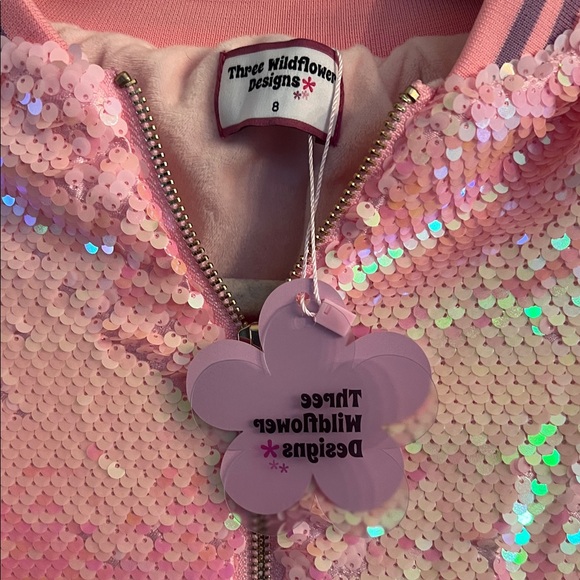 Three Wildflower
Designs
8
Three
Wildflower
Designs